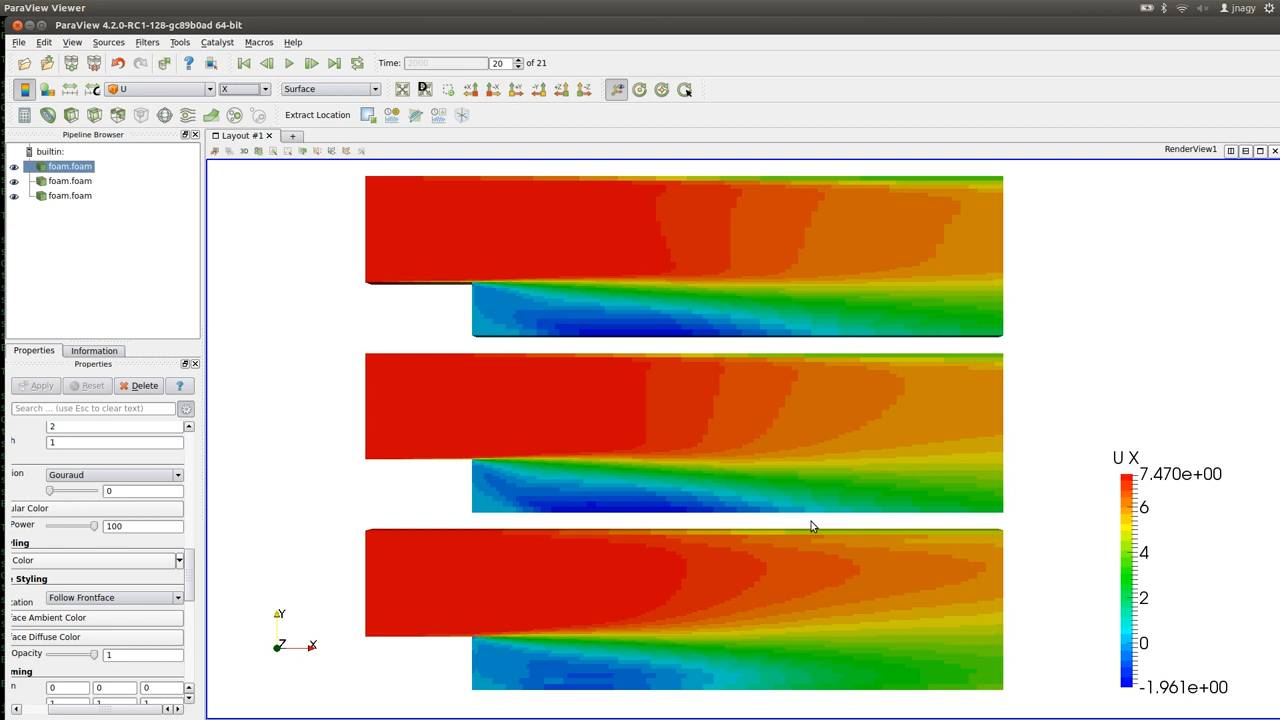 ParaView Viewer
jnagy
ParaView 4.2.0-RC1-128-gc89b0ad 64-bit
File Edit View Sources Filters Tools Catalyst Macros Help
Time: 2000 20 of 21
U X Surface
Extract Location
Pipeline Browser
Layout #1
3D
RenderView1
builtin:
foam.foam
foam.foam
foam.foam
Properties Information
Properties
Apply Reset Delete ?
Search ... (use Esc to clear text)
2
h 1
ion Gouraud
0
ular Color
Power 100
ling
Color
e Styling
tation Follow Frontface
ace Ambient Color
ace Diffuse Color
Opacity 1
ming
n 0 0 0
Y
Z X
U X
7.470e+00
6
4
2
0
-1.961e+00